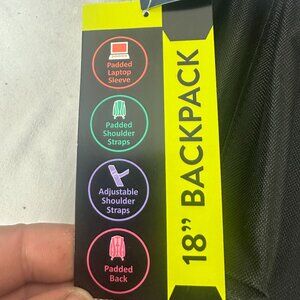 Padded
Laptop
Sleeve
Padded
Shoulder
Straps
Adjustable
Shoulder
Straps
Padded
Back
18” BACKPACK